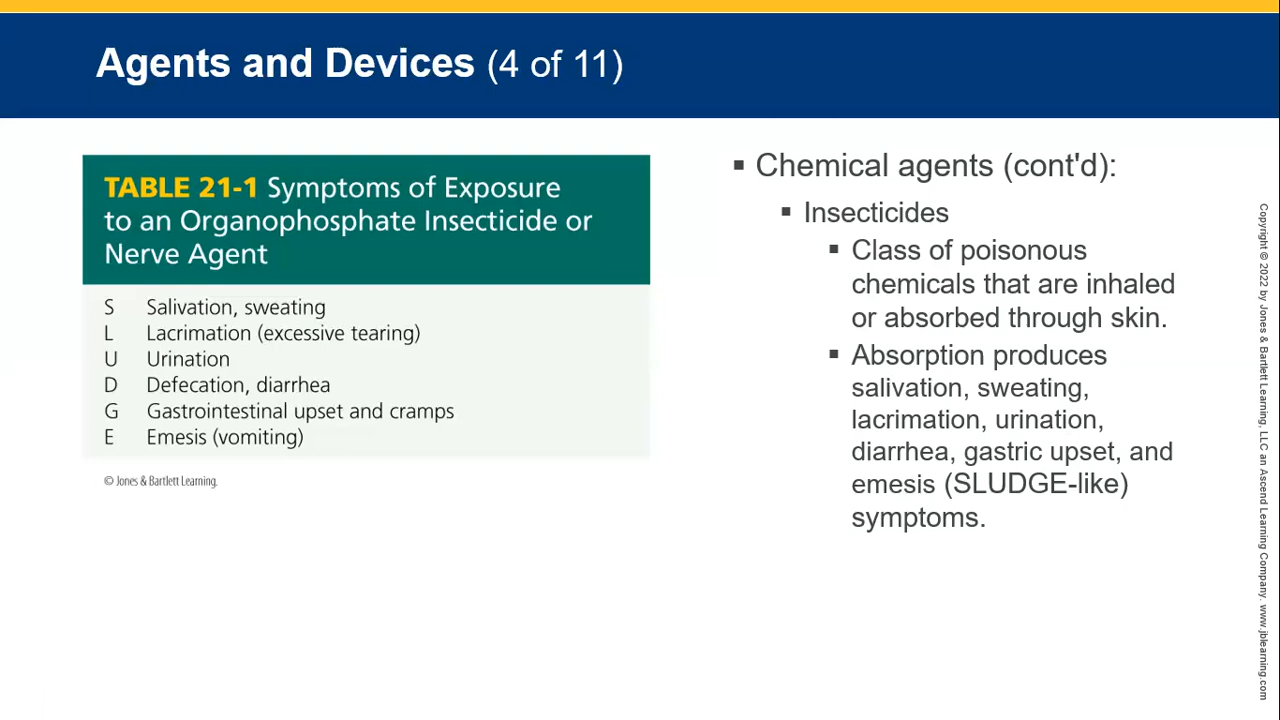 Agents and Devices (4 of 11)
TABLE 21-1 Symptoms of Exposure
to an Organophosphate Insecticide or
Nerve Agent
S Salivation, sweating
L Lacrimation (excessive tearing)
U Urination
D Defecation, diarrhea
G Gastrointestinal upset and cramps
E Emesis (vomiting)
© Jones & Bartlett Learning.
▪ Chemical agents (cont'd):
▪ Insecticides
▪ Class of poisonous
chemicals that are inhaled
or absorbed through skin.
▪ Absorption produces
salivation, sweating,
lacrimation, urination,
diarrhea, gastric upset, and
emesis (SLUDGE-like)
symptoms.
Copyright © 2022 by Jones & Bartlett Learning, LLC an Ascend Learning Company. www.jblearning.com